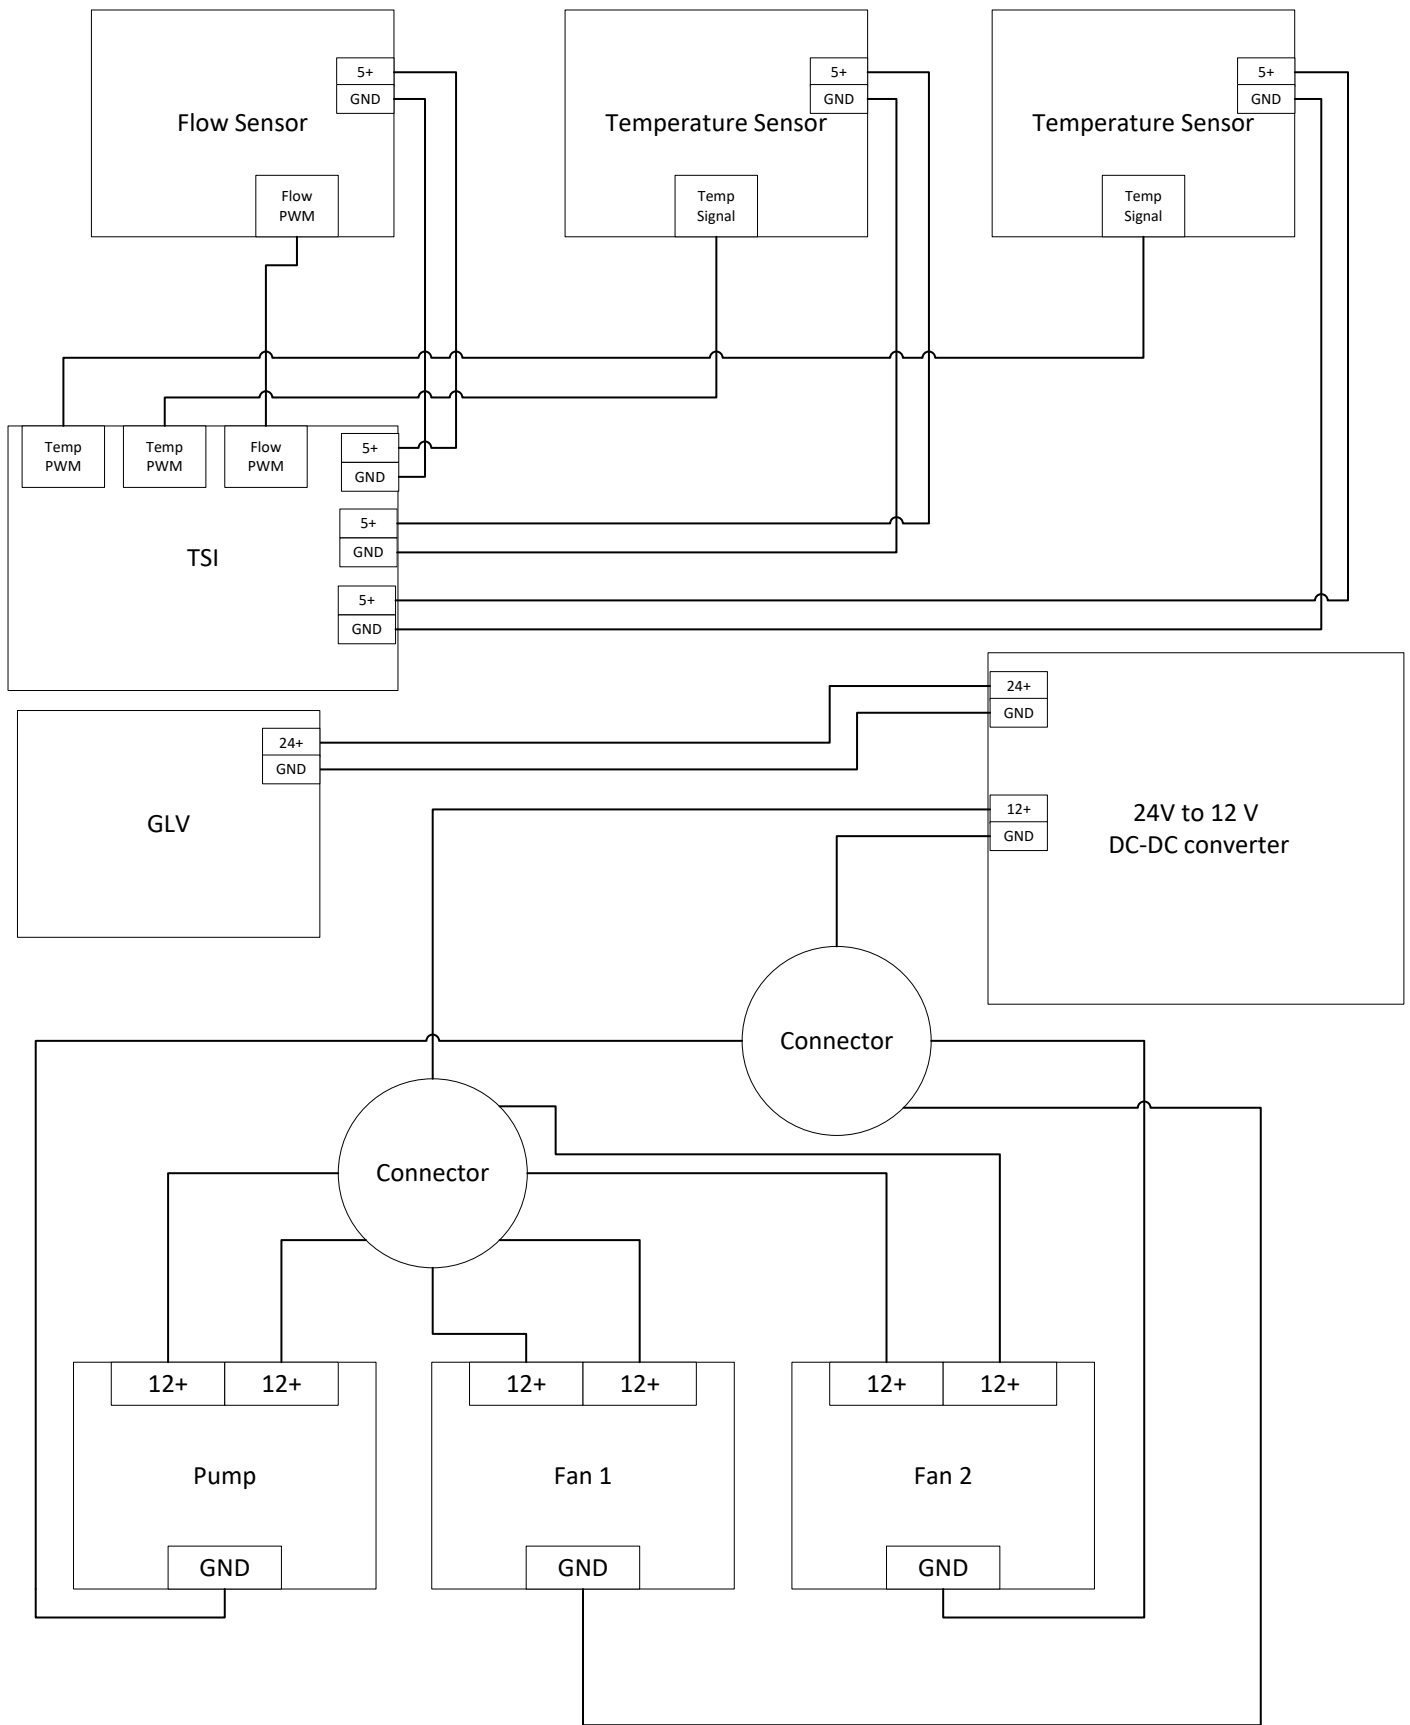 5+
GND
Flow Sensor
Flow
PWM
5+
GND
Temperature Sensor
Temp
Signal
5+
GND
Temperature Sensor
Temp
Signal
Temp
PWM
Temp
PWM
Flow
PWM
5+
GND
5+
GND
TSI
5+
GND
24+
GND
GLV
24+
GND
12+
GND
24V to 12 V
DC-DC converter
Connector
Connector
12+
12+
Pump
GND
12+
12+
Fan 1
GND
12+
12+
Fan 2
GND